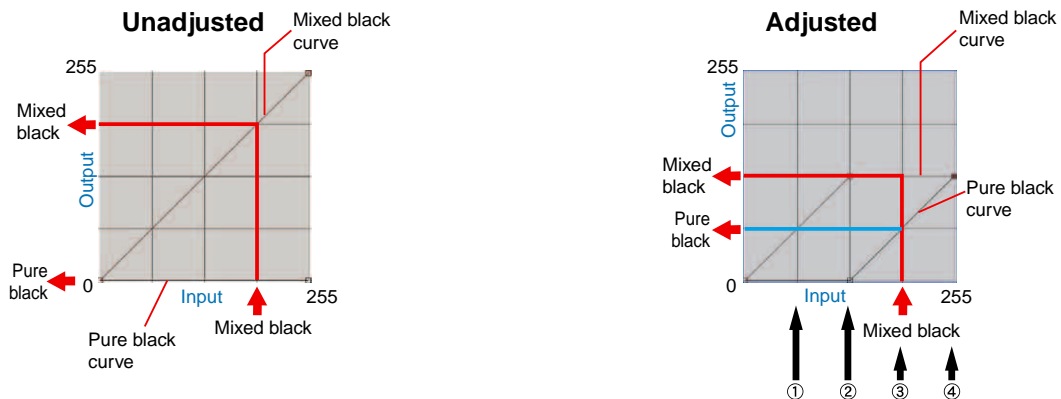 Unadjusted
Mixed black
curve
255
Mixed
black
Output
Pure
black
0
Input
255
Mixed black
Pure black
curve
Adjusted
Mixed black
curve
255
Output
Mixed
black
Pure black
curve
Pure
black
0
Input
255
Mixed black
① ② ③ ④